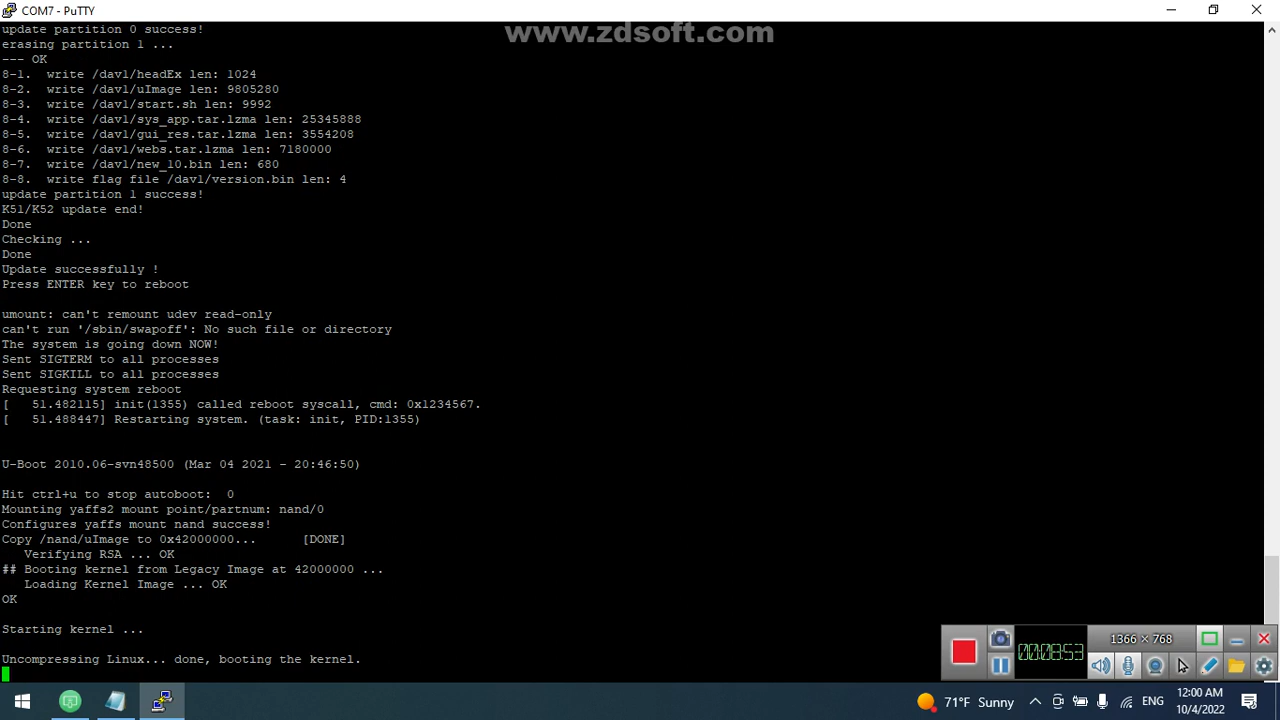 COM7 - PuTTY
www.zdsoft.com
update partition 0 success!
erasing partition 1 ...
--- OK
8-1.  write /dav1/headEx len: 1024
8-2.  write /dav1/uImage len: 9805280
8-3.  write /dav1/start.sh len: 9992
8-4.  write /dav1/sys_app.tar.lzma len: 25345888
8-5.  write /dav1/gui_res.tar.lzma len: 3554208
8-6.  write /dav1/webs.tar.lzma len: 7180000
8-7.  write /dav1/new_10.bin len: 680
8-8.  write flag file /dav1/version.bin len: 4
update partition 1 success!
K51/K52 update end!
Done
Checking ...
Done
Update successfully !
Press ENTER key to reboot
umount: can't remount udev read-only
can't run '/sbin/swapoff': No such file or directory
The system is going down NOW!
Sent SIGTERM to all processes
Sent SIGKILL to all processes
Requesting system reboot
[   51.482115] init(1355) called reboot syscall, cmd: 0x1234567.
[   51.488447] Restarting system. (task: init, PID:1355)
U-Boot 2010.06-svn48500 (Mar 04 2021 - 20:46:50)
Hit ctrl+u to stop autoboot:  0
Mounting yaffs2 mount point/partnum: nand/0
Configures yaffs mount nand success!
Copy /nand/uImage to 0x42000000...      [DONE]
   Verifying RSA ... OK
## Booting kernel from Legacy Image at 42000000 ...
   Loading Kernel Image ... OK
OK
Starting kernel ...
Uncompressing Linux... done, booting the kernel.
00:08:53
1366 × 768
71°F Sunny
ENG
12:00 AM
10/4/2022